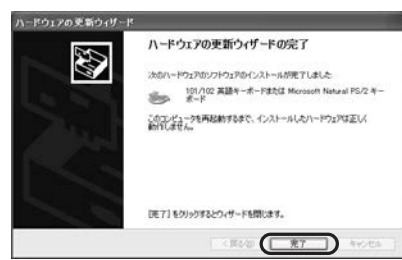 ハードウェアの更新ウィザード
ハードウェアの更新ウィザードの完了
次のハードウェアのソフトウェアのインストールが完了しました:
101/102 英語キーボードまたは Microsoft Natural PS/2 キー
ボード
このコンピュータを再起動するまで、インストールしたハードウェアは正しく
動作しません。
[完了] をクリックするとウィザードを閉じます。
< 戻る(B)
完了
キャンセル